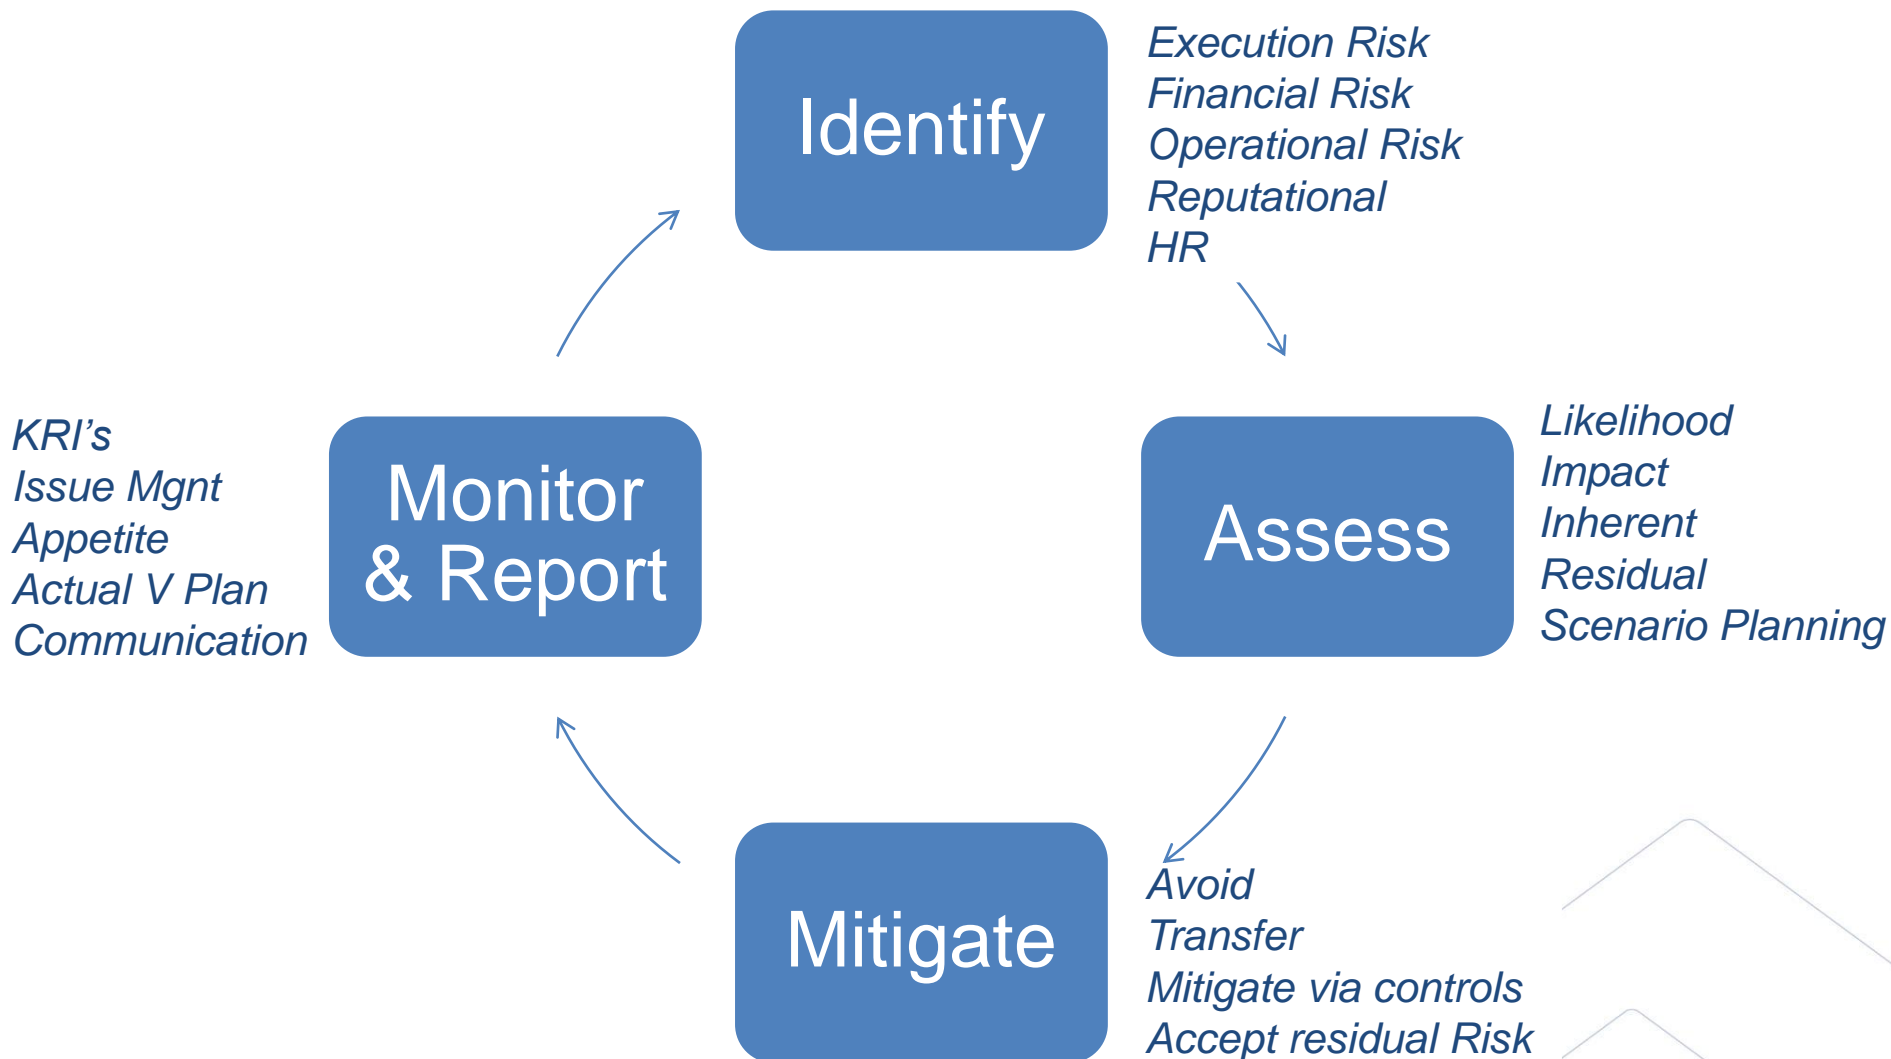 Identify
Execution Risk
Financial Risk
Operational Risk
Reputational
HR
Assess
Likelihood
Impact
Inherent
Residual
Scenario Planning
Mitigate
Avoid
Transfer
Mitigate via controls
Accept residual Risk
Monitor
& Report
KRI’s
Issue Mgnt
Appetite
Actual V Plan
Communication